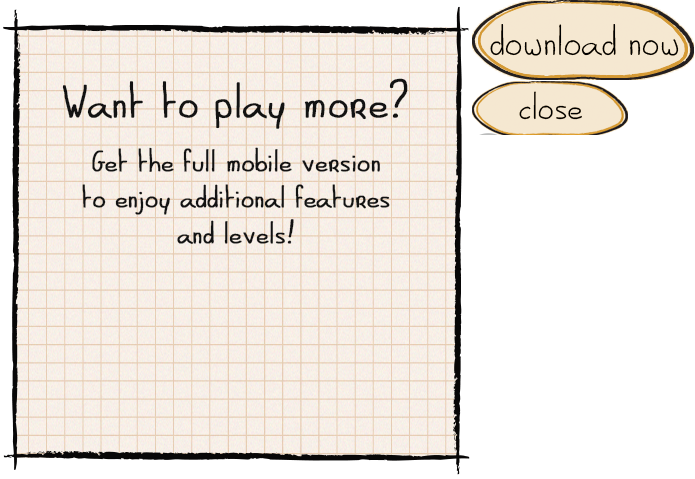 Want to play more?
Get the full mobile version
to enjoy additional features
and levels!
download now
close